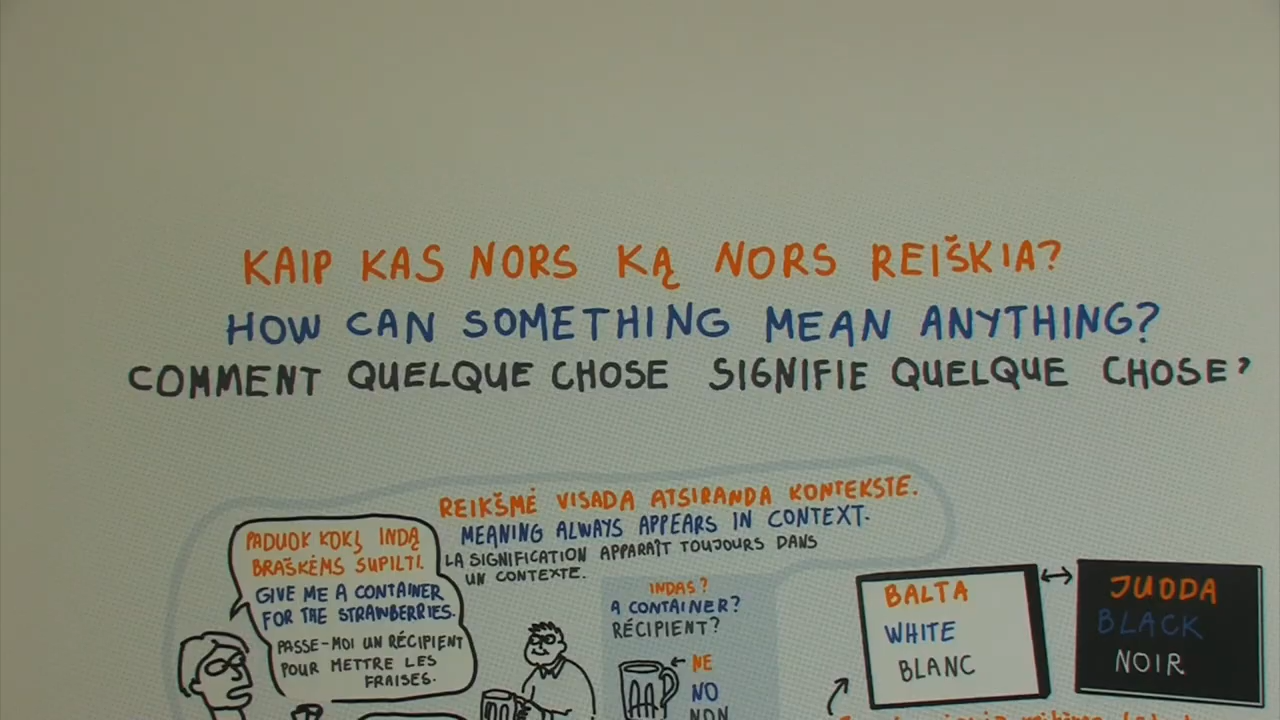 KAIP KAS NORS KĄ NORS REIŠKIA?
HOW CAN SOMETHING MEAN ANYTHING?
COMMENT QUELQUE CHOSE SIGNIFIE QUELQUE CHOSE?
REIKŠMĖ VISADA ATSIRANDA KONTEKSTE.
MEANING ALWAYS APPEARS IN CONTEXT.
LA SIGNIFICATION APPARAÎT TOUJOURS DANS
UN CONTEXTE.
PADUOK KOKĮ INDĄ
BRAŠKĖMS SUPILTI.
GIVE ME A CONTAINER
FOR THE STRAWBERRIES.
PASSE-MOI UN RÉCIPIENT
POUR METTRE LES
FRAISES.
INDAS?
A CONTAINER?
RÉCIPIENT?
NE
NO
NON
BALTA
WHITE
BLANC
JUODA
BLACK
NOIR